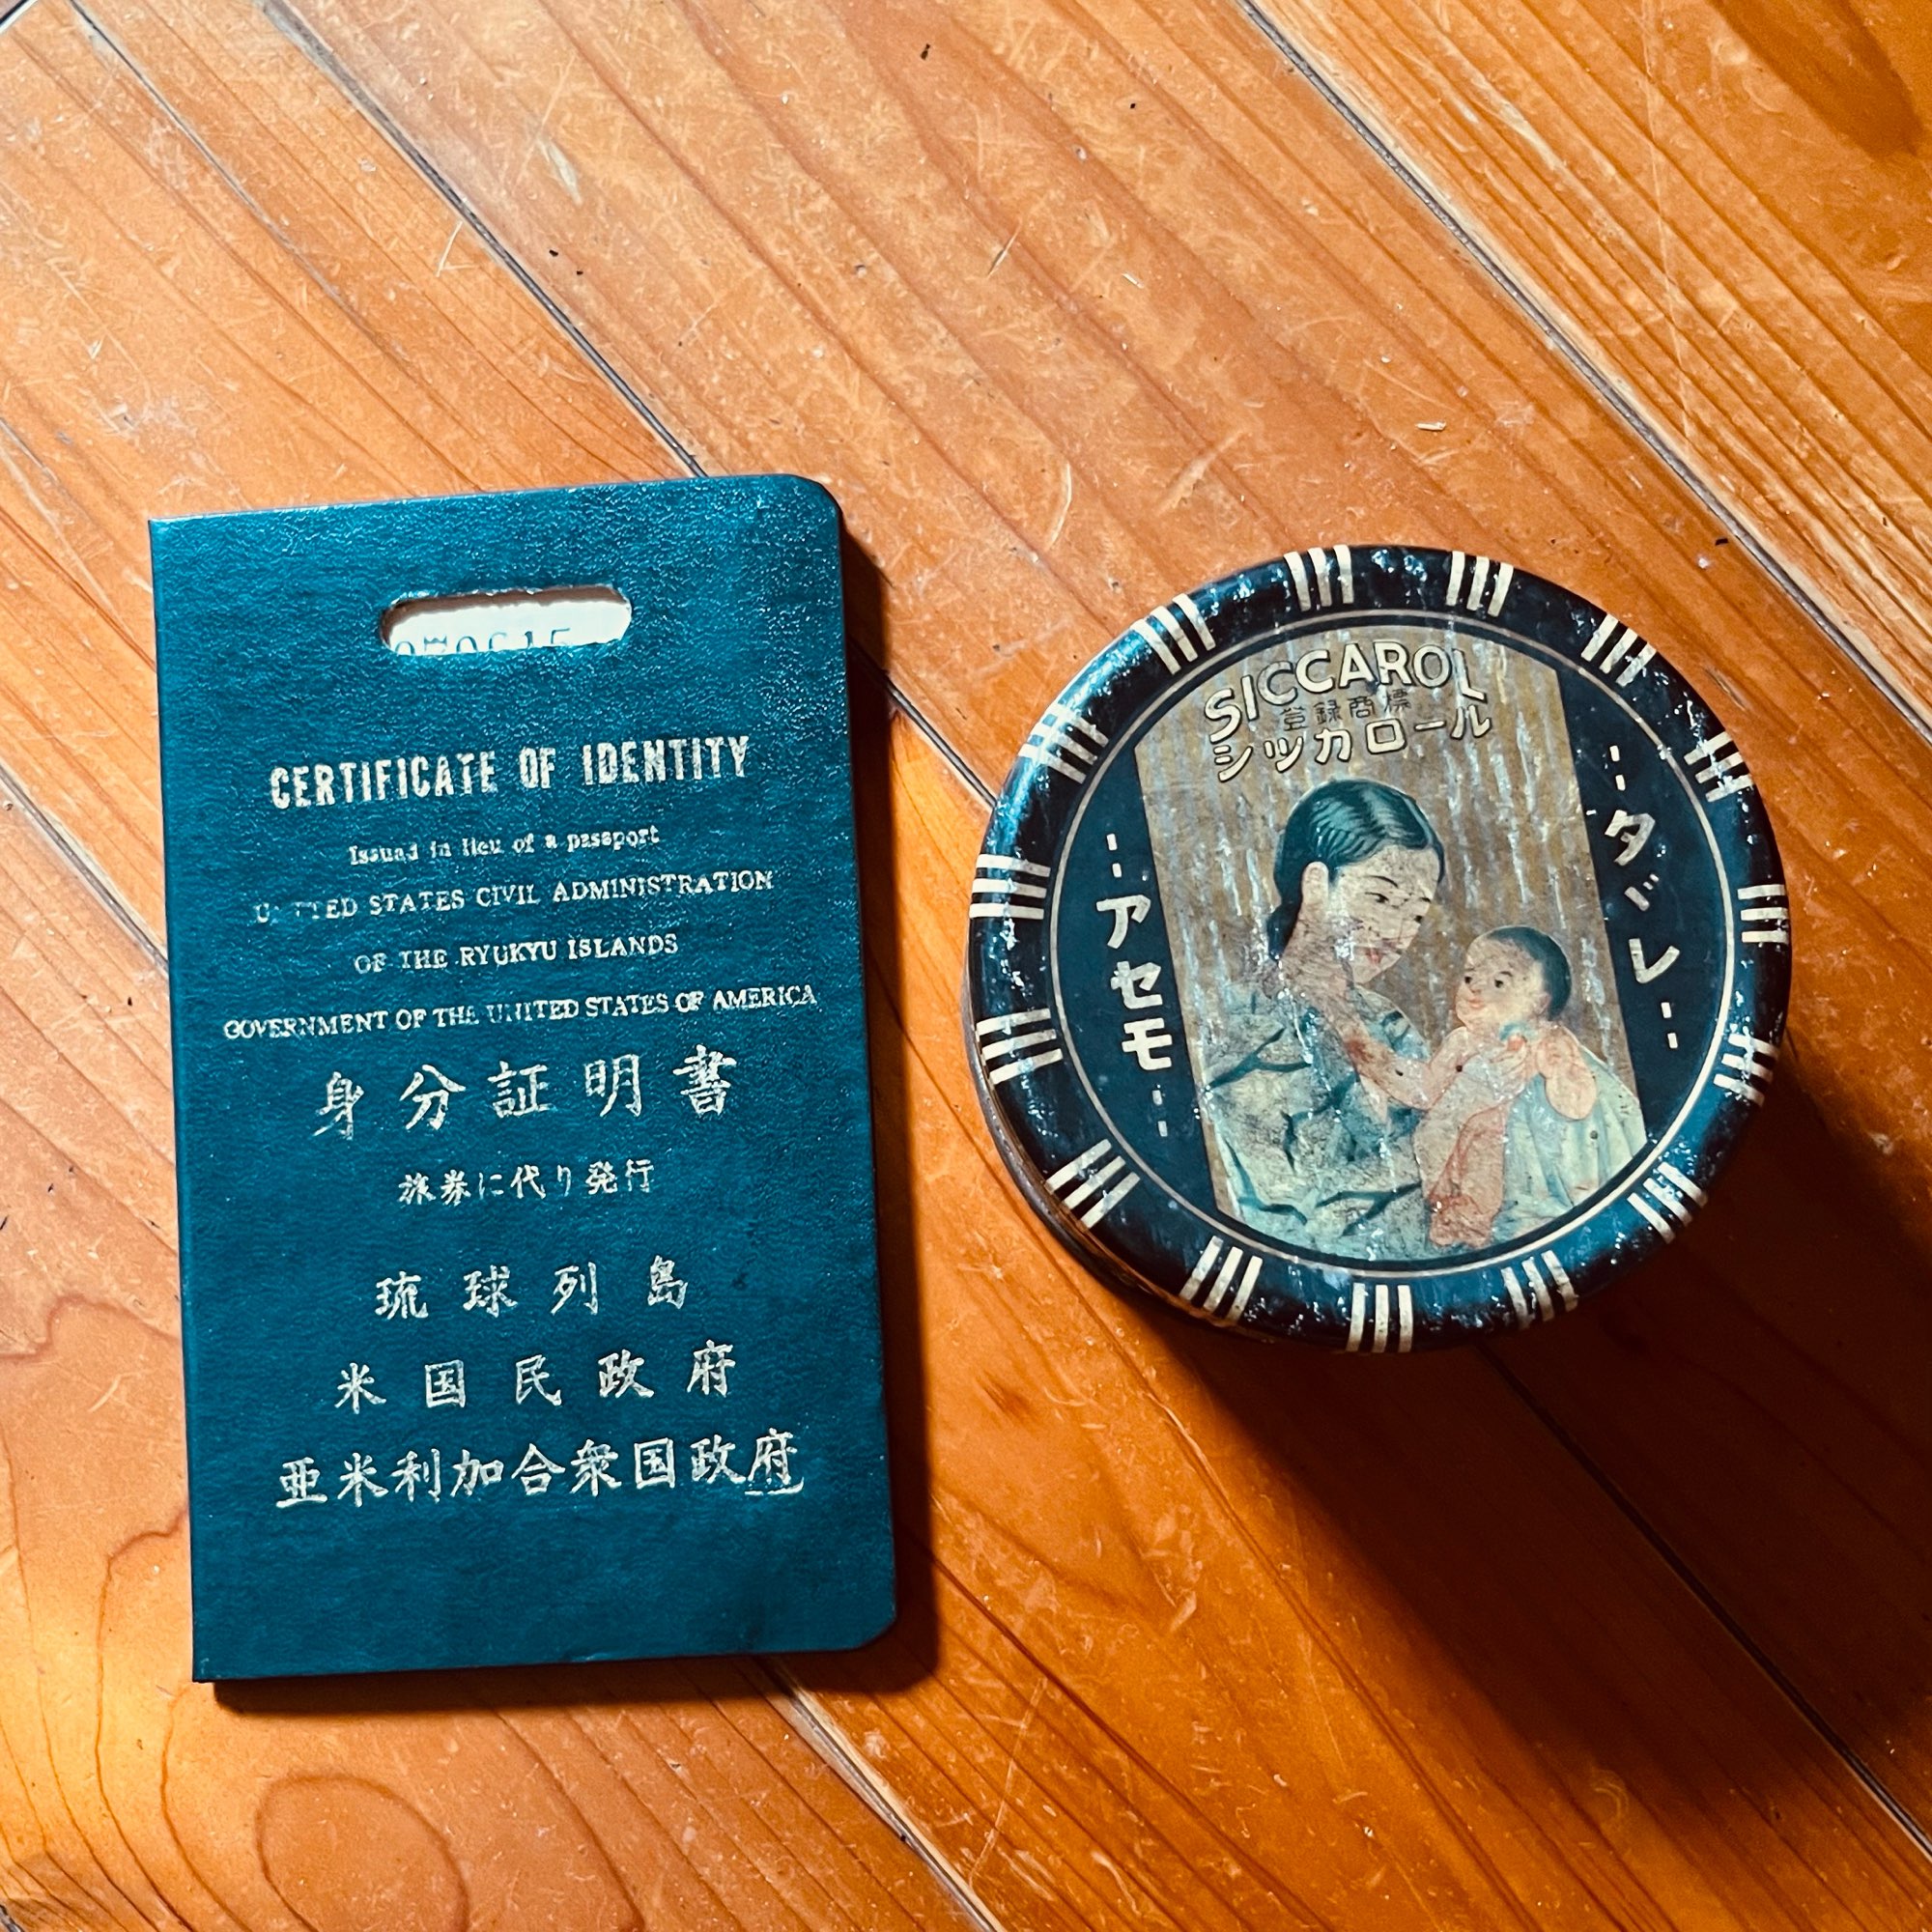 CERTIFICATE OF IDENTITY
Issued in lieu of a passport
UNITED STATES CIVIL ADMINISTRATION
OF THE RYUKYU ISLANDS
GOVERNMENT OF THE UNITED STATES OF AMERICA
身分証明書
旅券に代り発行
琉球列島
米国民政府
亜米利加合衆国政府
SICCAROL
登録商標
シツカロール
タダレ
アセモ